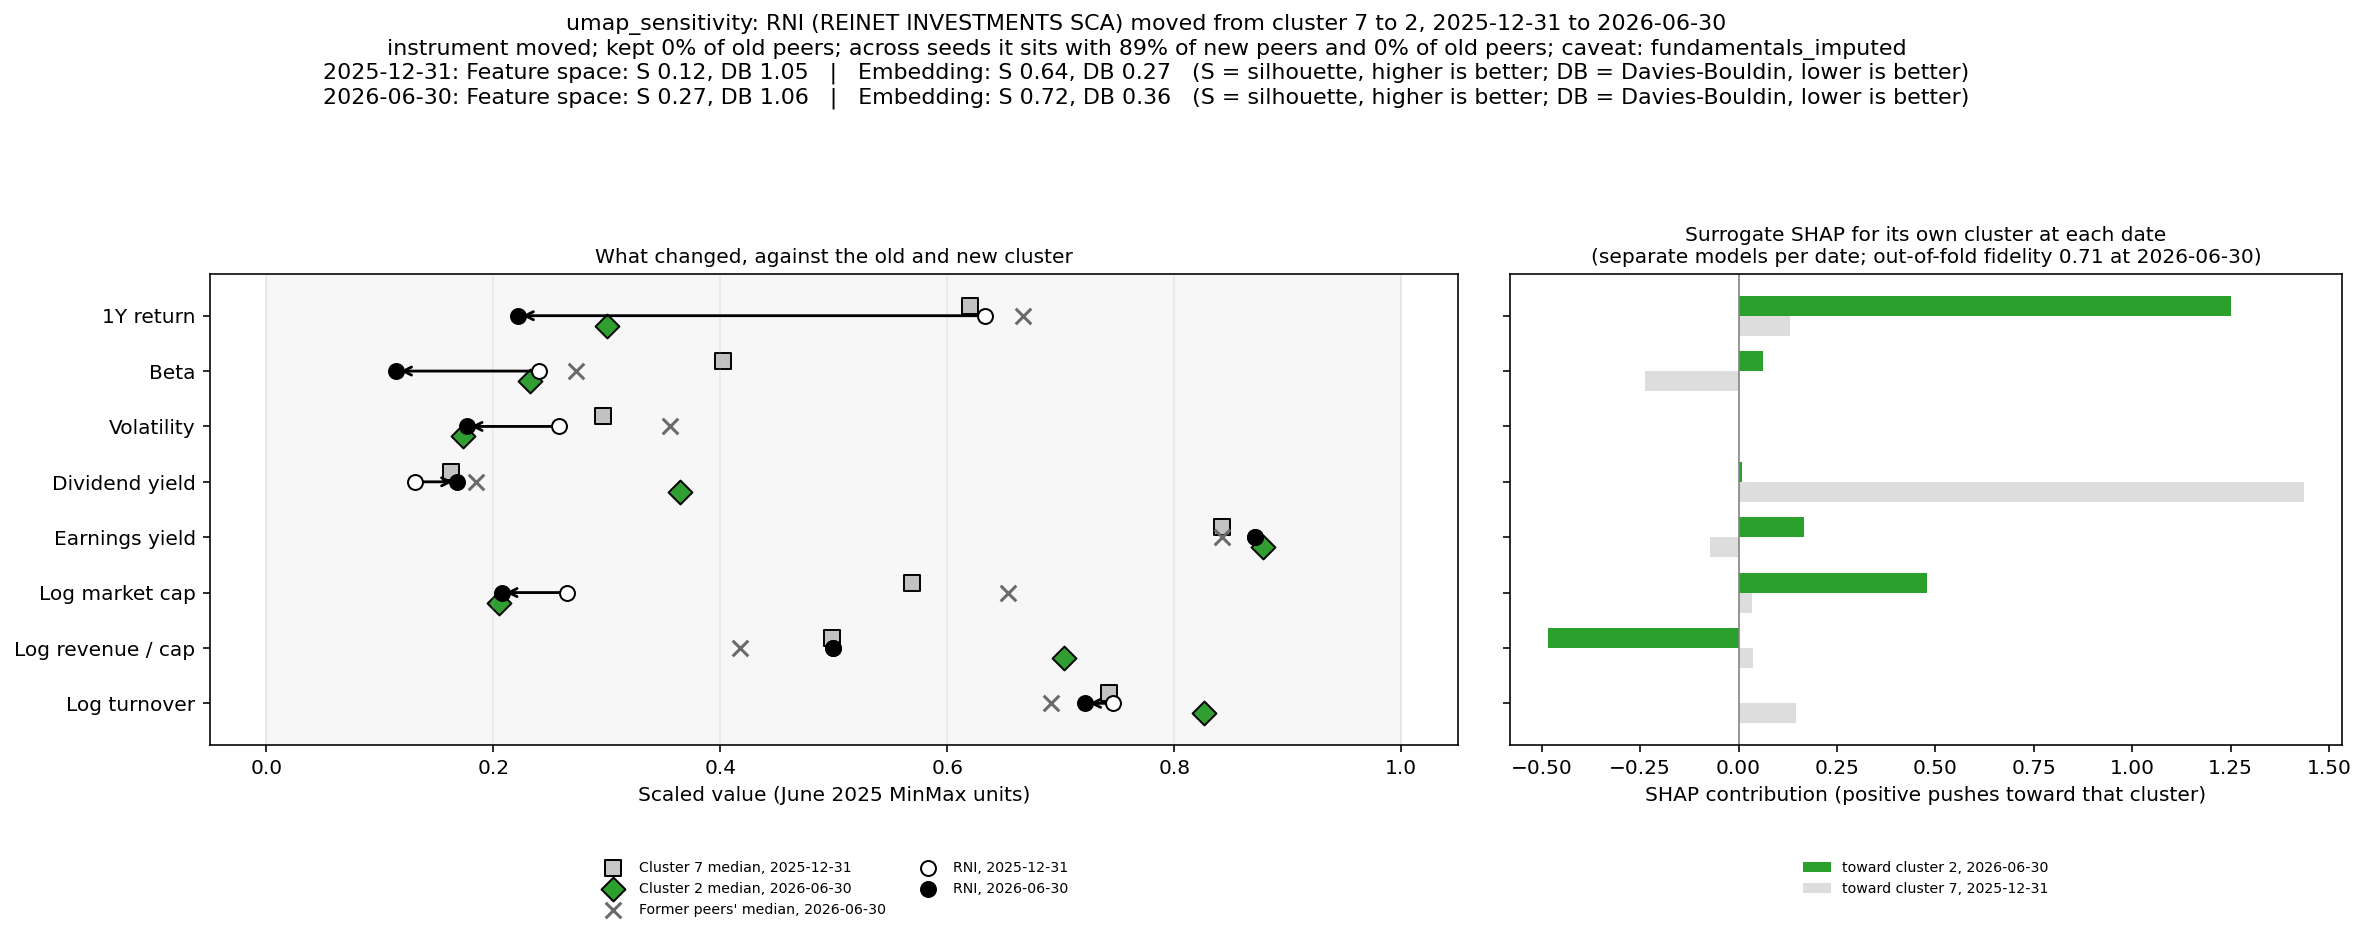 umap_sensitivity: RNI (REINET INVESTMENTS SCA) moved from cluster 7 to 2, 2025-12-31 to 2026-06-30
instrument moved; kept 0% of old peers; across seeds it sits with 89% of new peers and 0% of old peers; caveat: fundamentals_imputed
2025-12-31: Feature space: S 0.12, DB 1.05   |   Embedding: S 0.64, DB 0.27   (S = silhouette, higher is better; DB = Davies-Bouldin, lower is better)
2026-06-30: Feature space: S 0.27, DB 1.06   |   Embedding: S 0.72, DB 0.36   (S = silhouette, higher is better; DB = Davies-Bouldin, lower is better)
What changed, against the old and new cluster
1Y return
Beta
Volatility
Dividend yield
Earnings yield
Log market cap
Log revenue / cap
Log turnover
0.0 0.2 0.4 0.6 0.8 1.0
Scaled value (June 2025 MinMax units)
Cluster 7 median, 2025-12-31
Cluster 2 median, 2026-06-30
Former peers' median, 2026-06-30
RNI, 2025-12-31
RNI, 2026-06-30
Surrogate SHAP for its own cluster at each date
(separate models per date; out-of-fold fidelity 0.71 at 2026-06-30)
−0.50 −0.25 0.00 0.25 0.50 0.75 1.00 1.25 1.50
SHAP contribution (positive pushes toward that cluster)
toward cluster 2, 2026-06-30
toward cluster 7, 2025-12-31